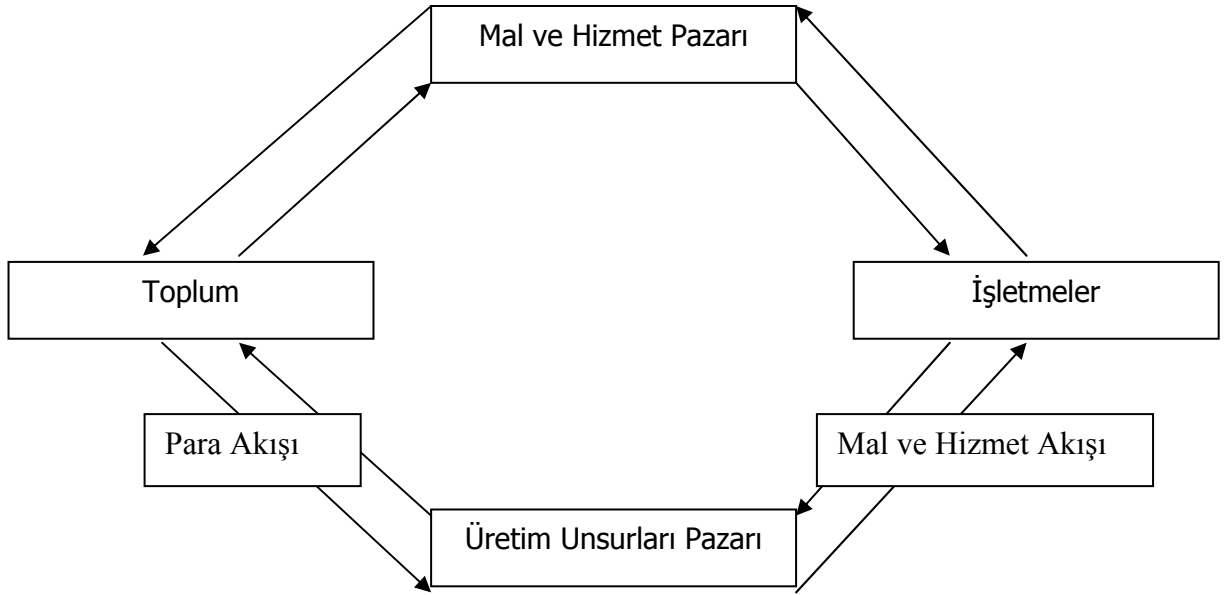 Mal ve Hizmet Pazarı
Toplum
İşletmeler
Para Akışı
Mal ve Hizmet Akışı
Üretim Unsurları Pazarı